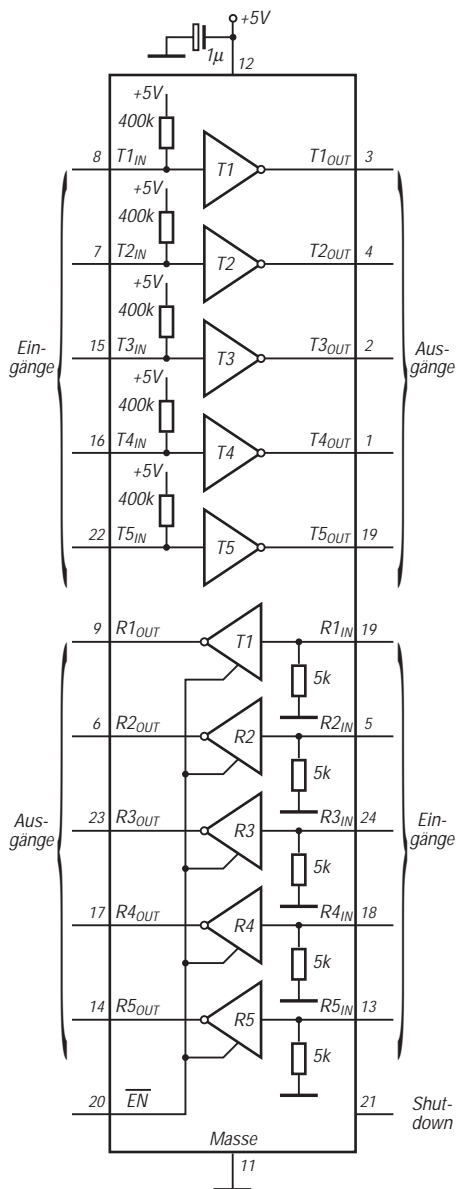 +5V
1µ
12
+5V
400k
8 T1IN T1 T1OUT 3
+5V
400k
7 T2IN T2 T2OUT 4
+5V
400k
Ein-
gänge
15 T3IN T3 T3OUT 2
Aus-
gänge
+5V
400k
16 T4IN T4 T4OUT 1
+5V
400k
22 T5IN T5 T5OUT 19
9 R1OUT T1 R1IN 19
5k
6 R2OUT R2 R2IN 5
5k
Aus-
gänge
23 R3OUT R3 R3IN 24
Ein-
gänge
5k
17 R4OUT R4 R4IN 18
5k
14 R5OUT R5 R5IN 13
5k
20 EN 21
Shut-
down
Masse
11